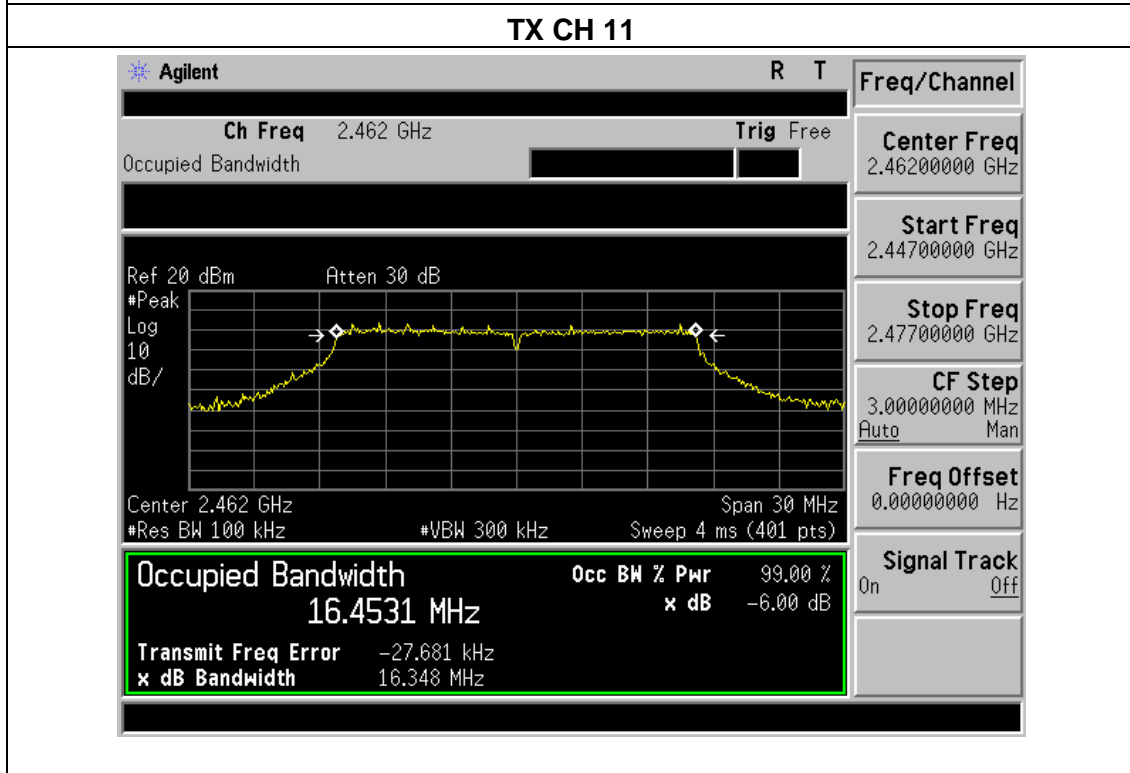 TX CH 11
Agilent R T
Freq/Channel
Ch Freq 2.462 GHz Trig Free
Occupied Bandwidth
Center Freq
2.46200000 GHz
Start Freq
2.44700000 GHz
Stop Freq
2.47700000 GHz
CF Step
3.00000000 MHz
Auto Man
Freq Offset
0.00000000 Hz
Signal Track
On Off
Ref 20 dBm Atten 30 dB
#Peak
Log
10
dB/
Center 2.462 GHz Span 30 MHz
#Res BW 100 kHz #VBW 300 kHz Sweep 4 ms (401 pts)
Occupied Bandwidth Occ BW % Pwr 99.00 %
16.4531 MHz x dB -6.00 dB
Transmit Freq Error -27.681 kHz
x dB Bandwidth 16.348 MHz